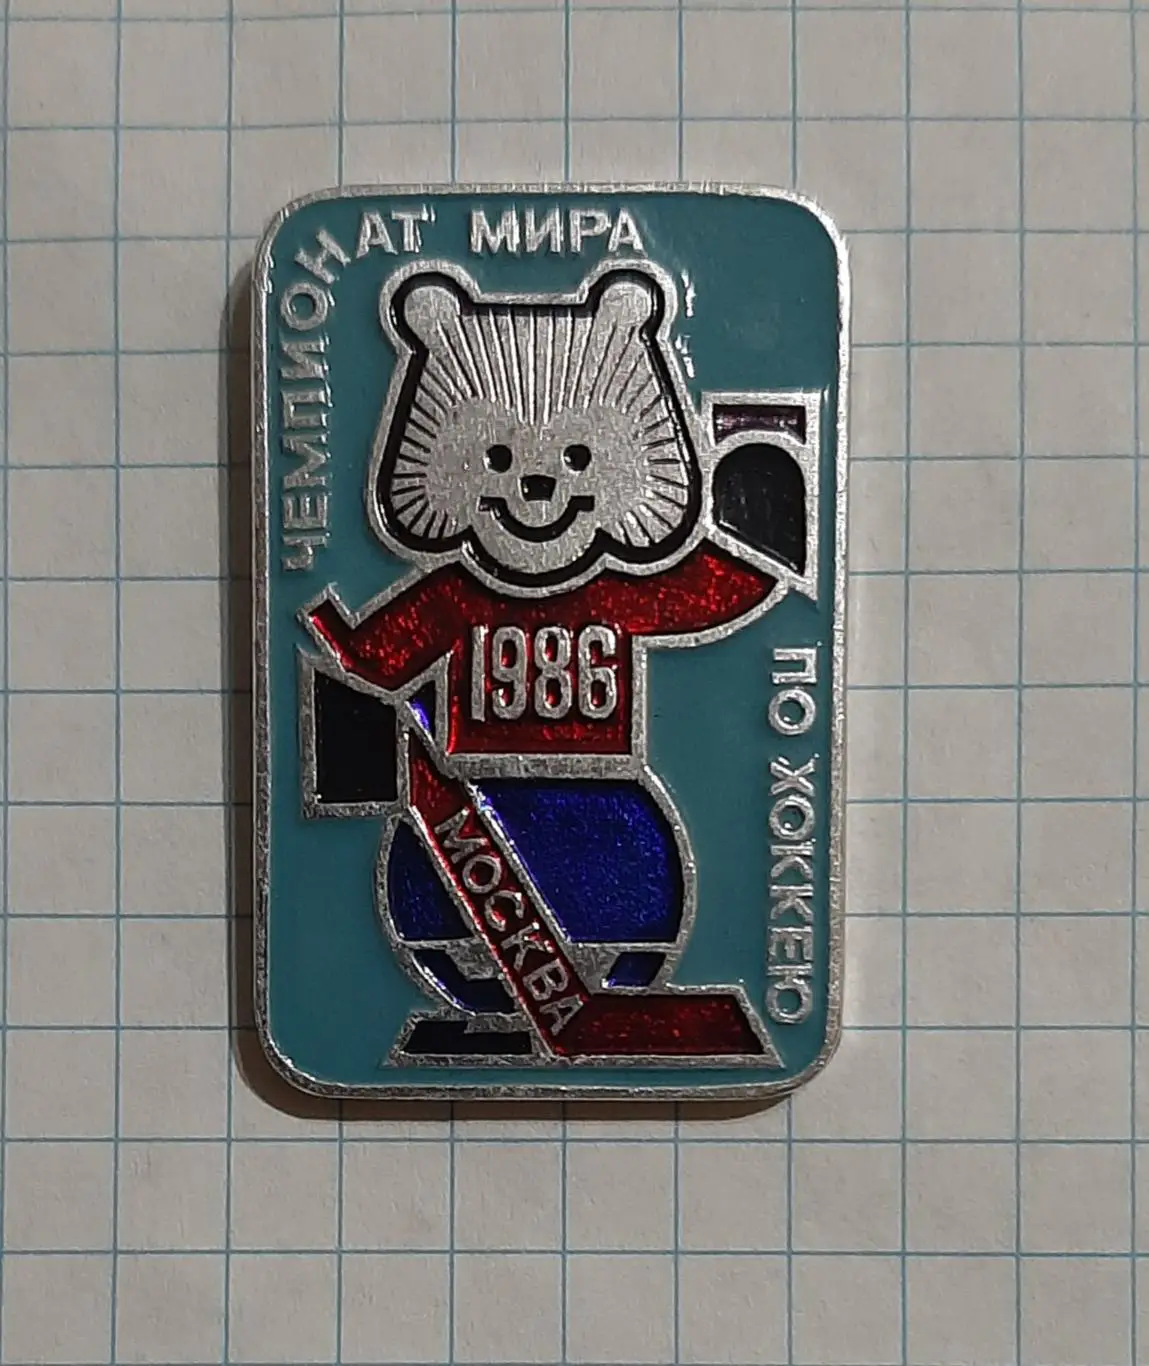 ЧЕМПИОНАТ МИРА
ПО ХОККЕЮ
1986
МОСКВА